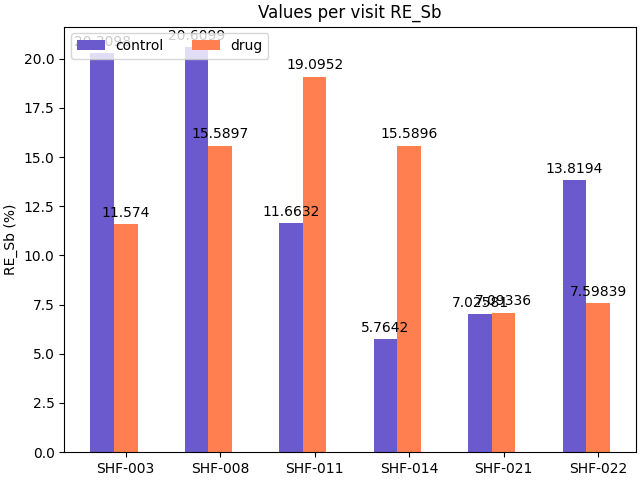 Values per visit RE_Sb
control
drug
20.6099
19.0952
15.5897
15.5896
13.8194
11.574
11.6632
5.7642
7.09336
7.59839
RE_Sb (%)
20.0
17.5
15.0
12.5
10.0
7.5
5.0
2.5
0.0
SHF-003
SHF-008
SHF-011
SHF-014
SHF-021
SHF-022